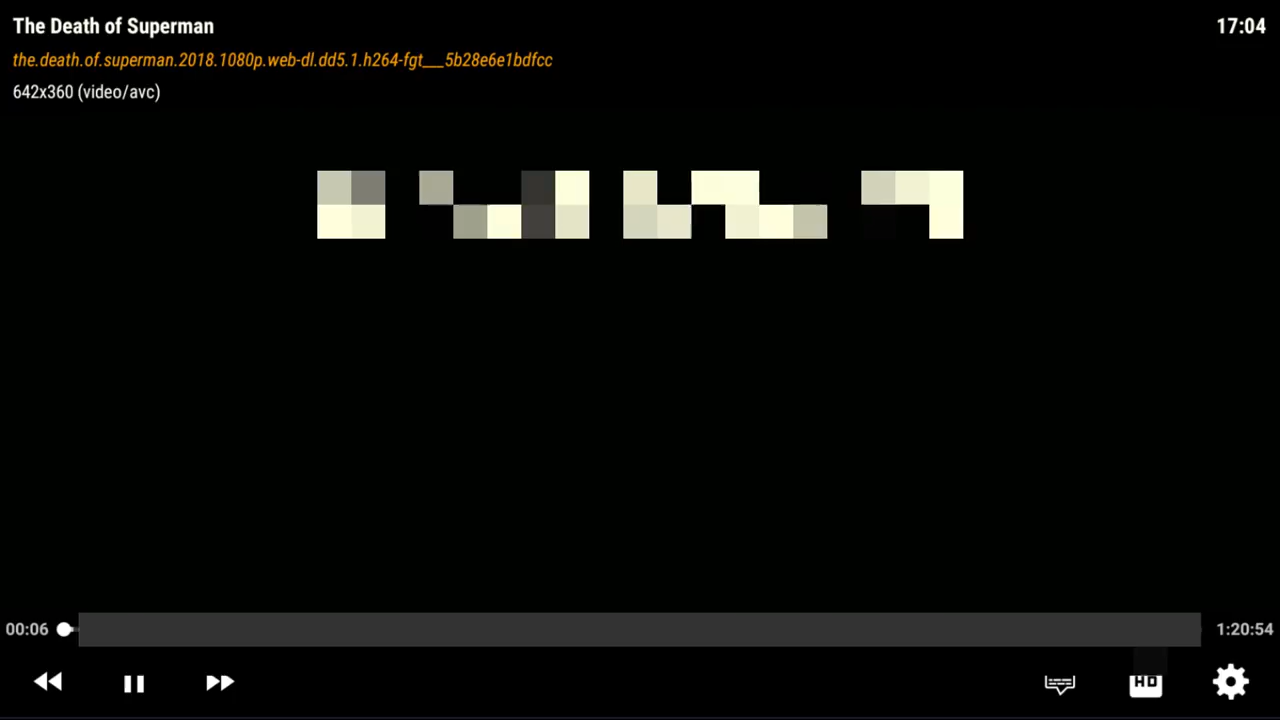 The Death of Superman
17:04
the.death.of.superman.2018.1080p.web-dl.dd5.1.h264-fgt___5b28e6e1bdfcc
642x360 (video/avc)
00:06
1:20:54
HD